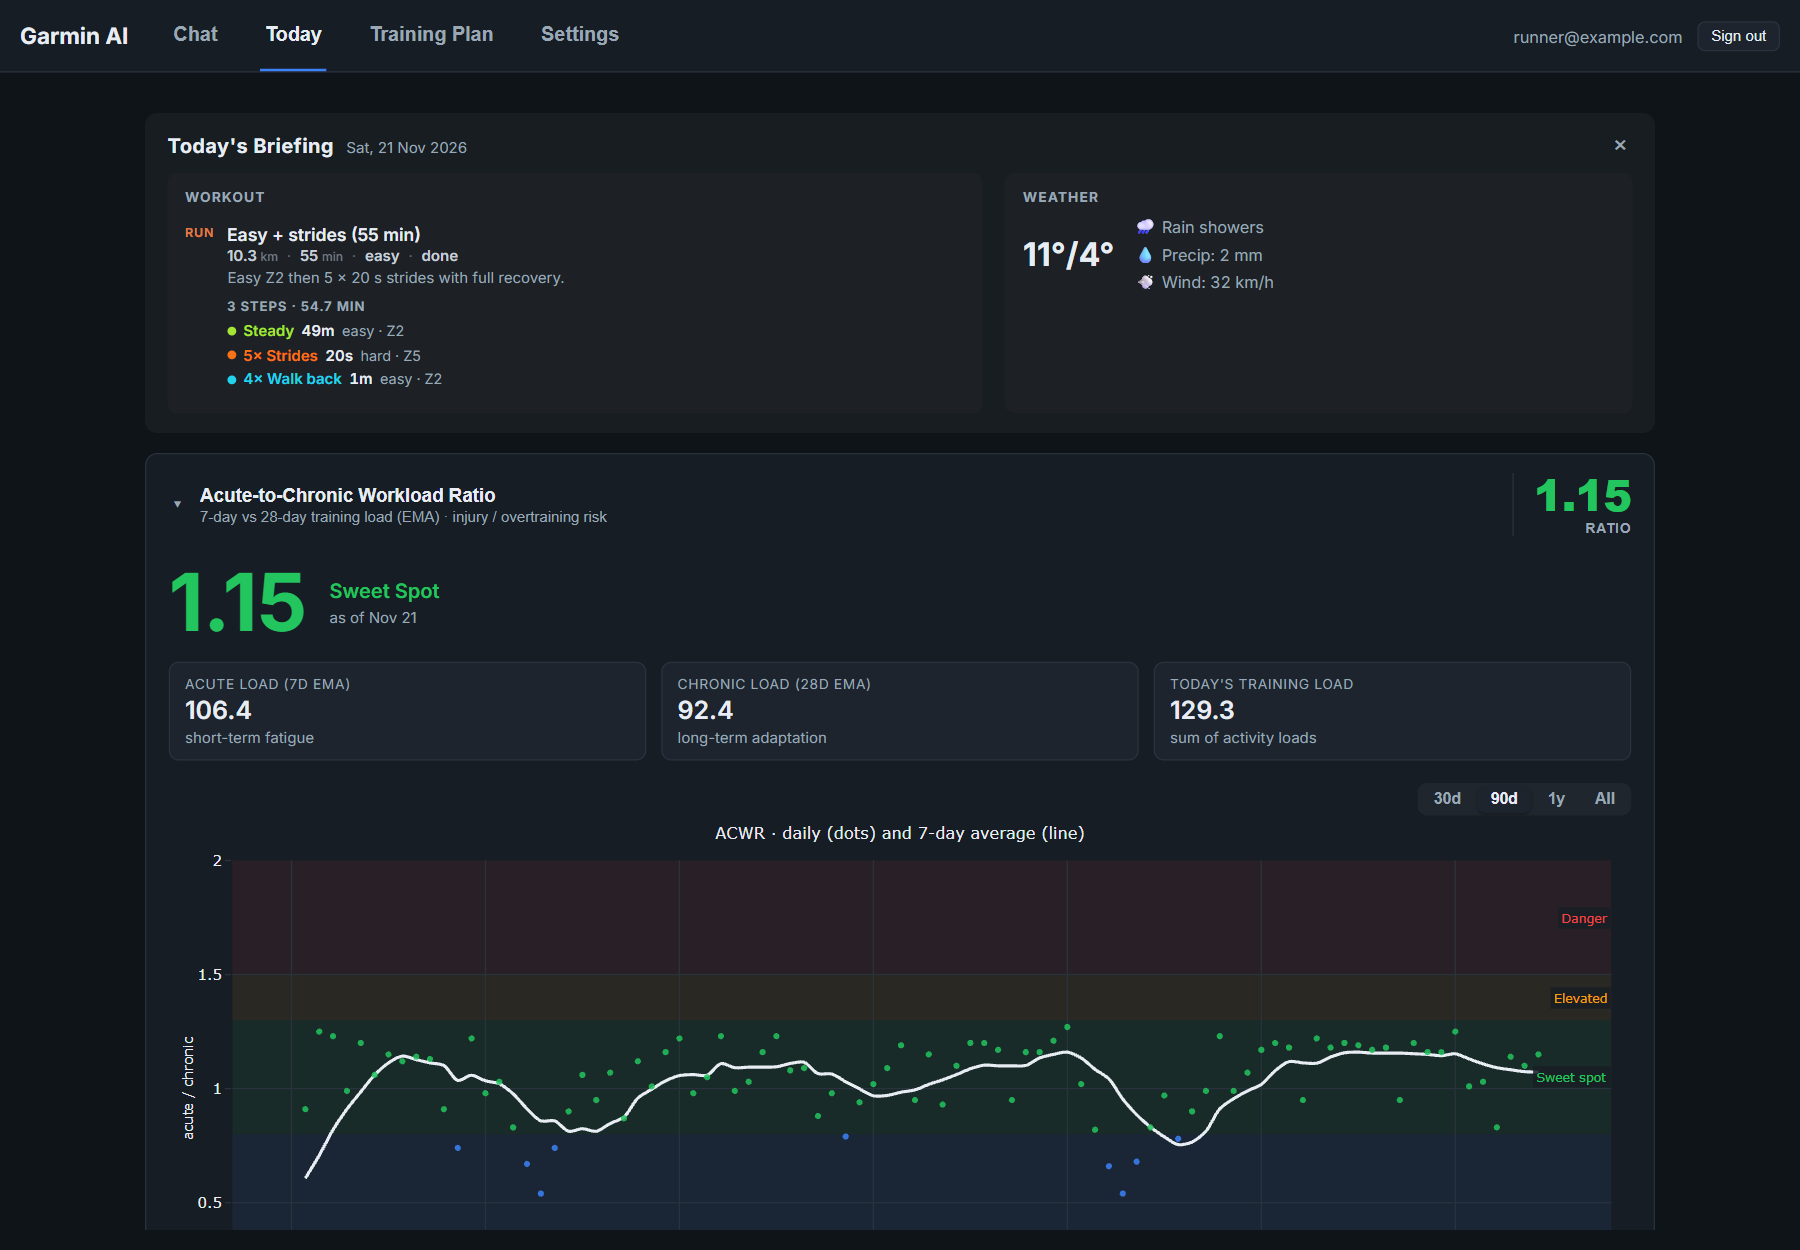 Garmin AI
Chat
Today
Training Plan
Settings
runner@example.com
Sign out
Today's Briefing Sat, 21 Nov 2026
✕
WORKOUT
RUN Easy + strides (55 min)
10.3 km · 55 min · easy · done
Easy Z2 then 5 × 20 s strides with full recovery.
3 STEPS · 54.7 MIN
Steady 49m easy · Z2
5× Strides 20s hard · Z5
4× Walk back 1m easy · Z2
WEATHER
11°/4°
Rain showers
Precip: 2 mm
Wind: 32 km/h
Acute-to-Chronic Workload Ratio
7-day vs 28-day training load (EMA) · injury / overtraining risk
1.15
RATIO
1.15
Sweet Spot
as of Nov 21
ACUTE LOAD (7D EMA)
106.4
short-term fatigue
CHRONIC LOAD (28D EMA)
92.4
long-term adaptation
TODAY'S TRAINING LOAD
129.3
sum of activity loads
30d 90d 1y All
ACWR · daily (dots) and 7-day average (line)
2
1.5
1
0.5
acute / chronic
Danger
Elevated
Sweet spot